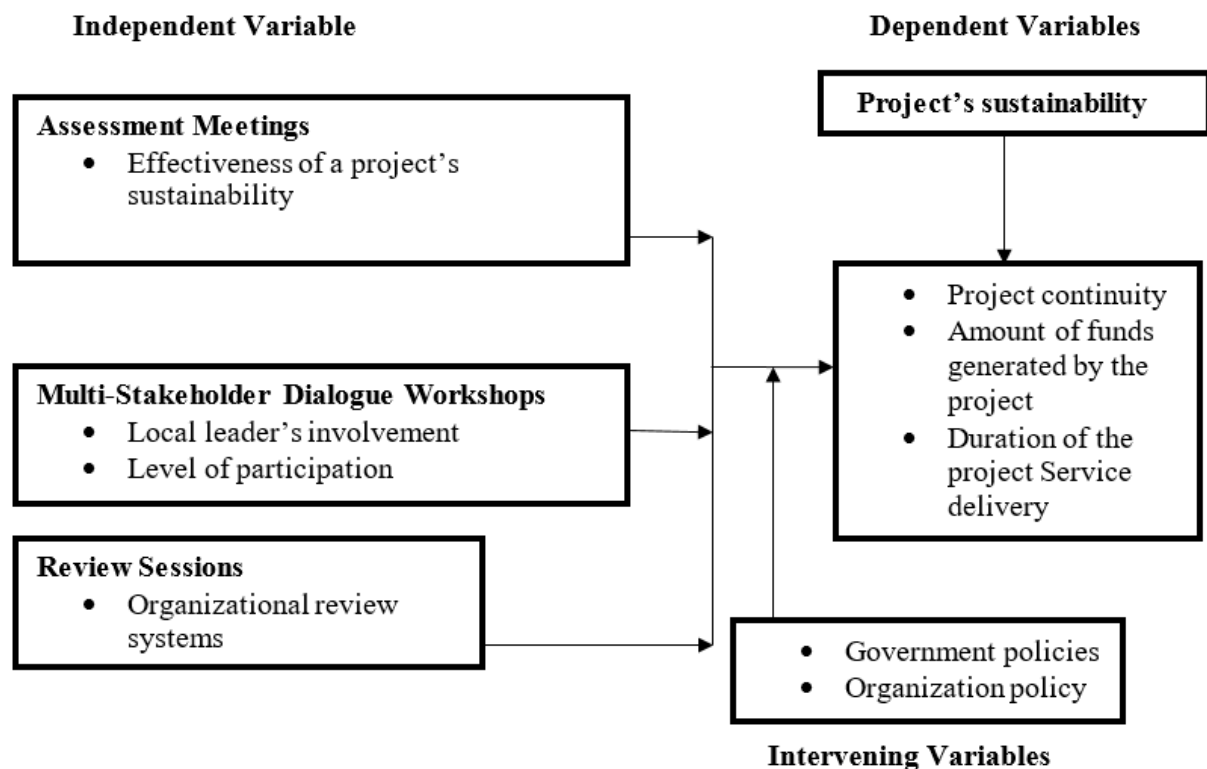 Independent Variable
Dependent Variables
Assessment Meetings
• Effectiveness of a project’s
sustainability
Project’s sustainability
Multi-Stakeholder Dialogue Workshops
• Local leader’s involvement
• Level of participation
• Project continuity
• Amount of funds
generated by the
project
• Duration of the
project Service
delivery
Review Sessions
• Organizational review
systems
• Government policies
• Organization policy
Intervening Variables